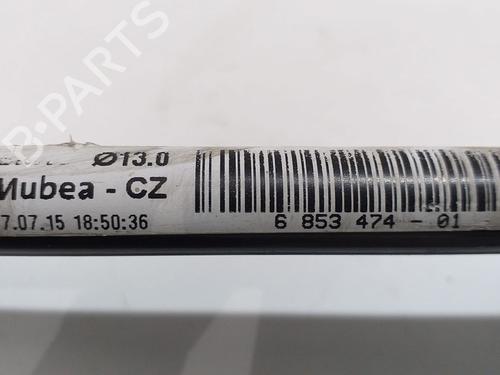 Ø13.0
Mubea - CZ
7.07.15 18:50:36
6 853 474 - 01
B-PARTS